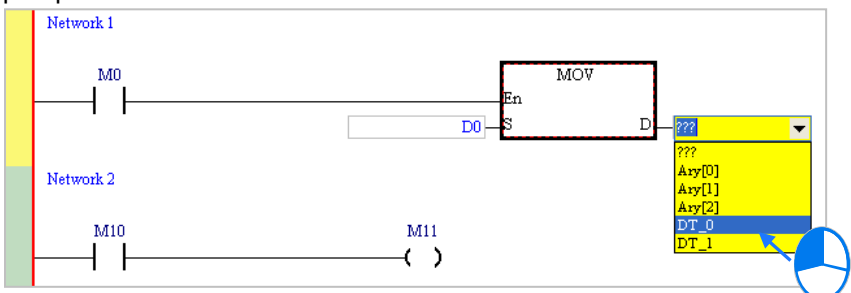 Network 1
M0
MOV
En
D0 S D ???
???
Ary[0]
Ary[1]
Ary[2]
DT_0
DT_1
Network 2
M10 M11